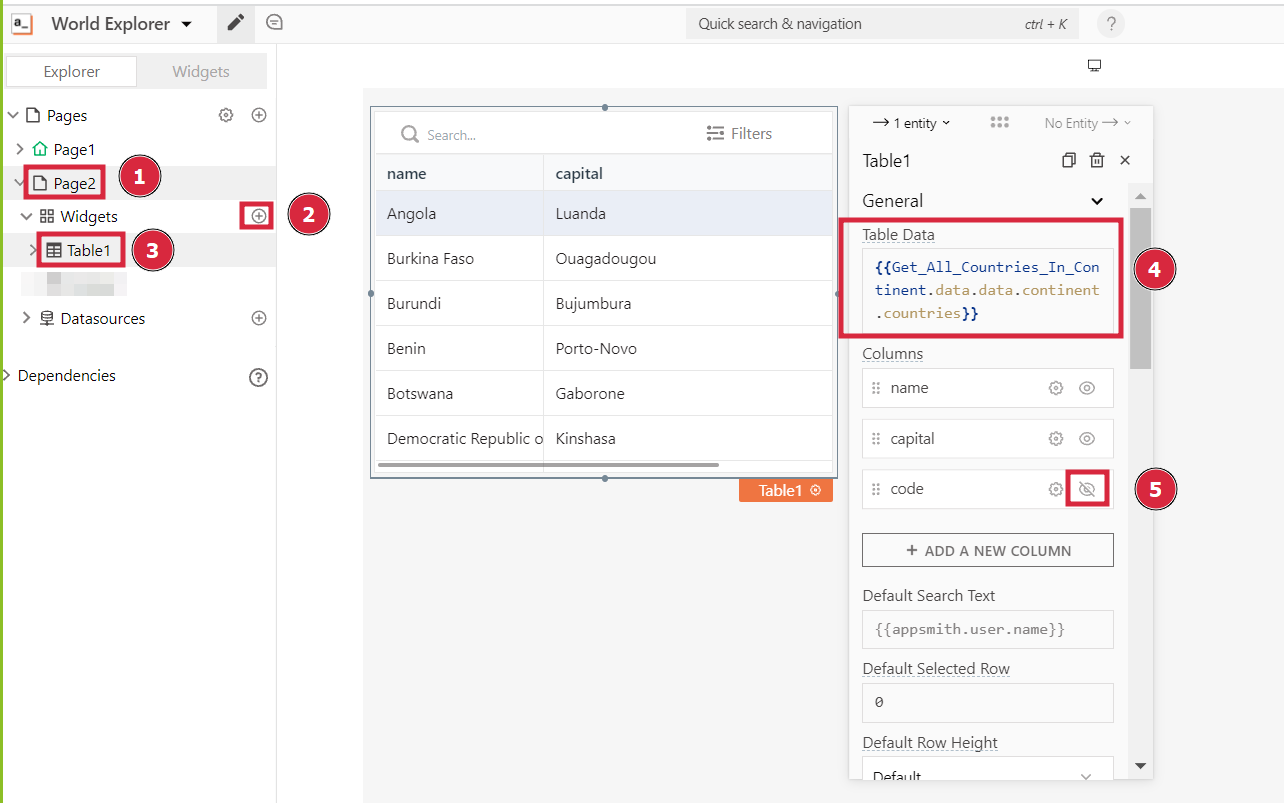 a_
World Explorer
Quick search & navigation
ctrl + K
?
Explorer
Widgets
Pages
Page1
Page2
1
Widgets
2
Table1
3
Datasources
Dependencies
?
Search...
Filters
name capital
Angola Luanda
Burkina Faso Ouagadougou
Burundi Bujumbura
Benin Porto-Novo
Botswana Gaborone
Democratic Republic o Kinshasa
Table1
1 entity
No Entity
Table1
General
Table Data
{{Get_All_Countries_In_Con
tinent.data.data.continent
.countries}}
4
Columns
name
capital
code
5
+ ADD A NEW COLUMN
Default Search Text
{{appsmith.user.name}}
Default Selected Row
0
Default Row Height
Default